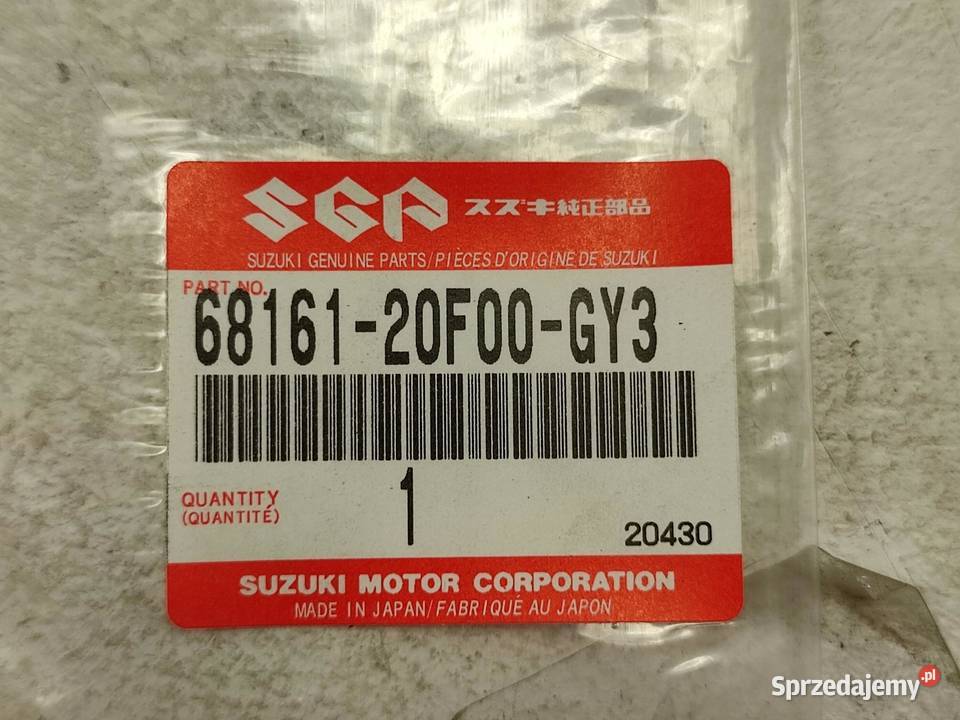 SGP スズキ純正部品
SUZUKI GENUINE PARTS/PIÈCES D'ORIGINE DE SUZUKI
PART NO.
68161-20F00-GY3
QUANTITY 1
(QUANTITÉ)
20430
SUZUKI MOTOR CORPORATION
MADE IN JAPAN/FABRIQUÉ AU JAPON
Sprzedajemy.pl